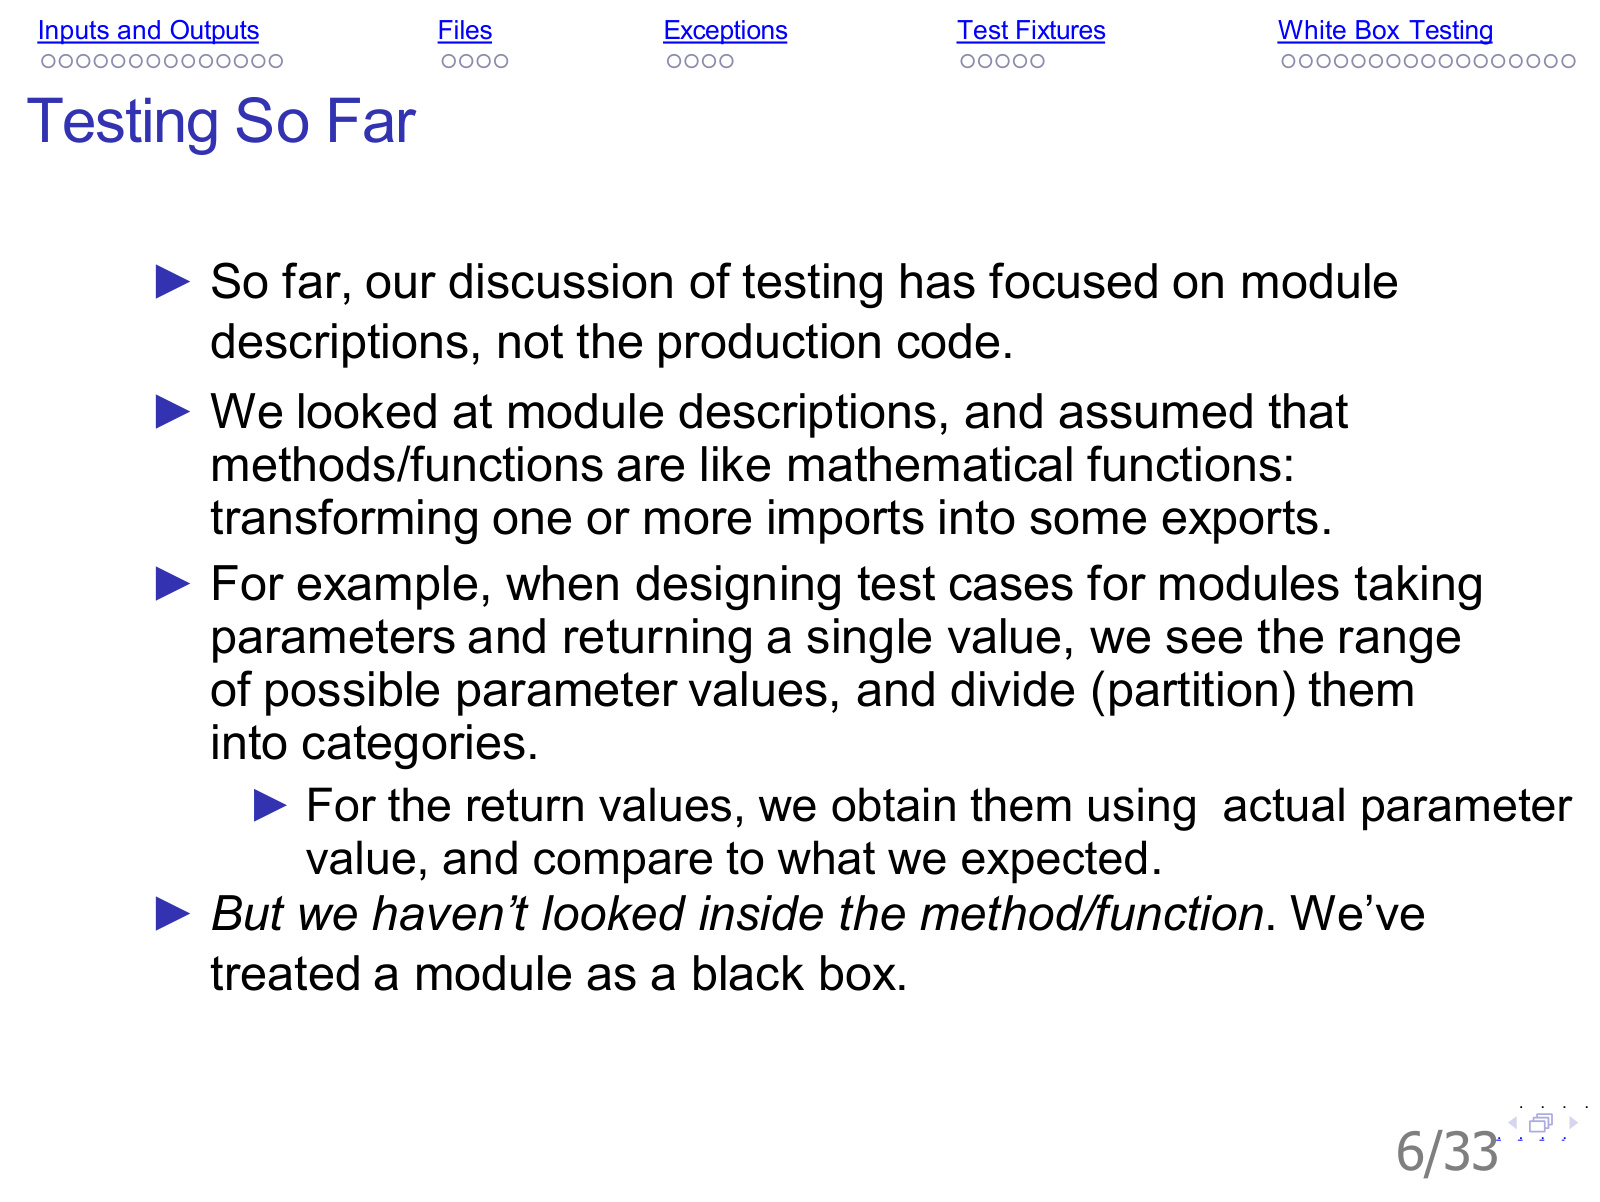 Inputs and Outputs Files Exceptions Test Fixtures White Box Testing
Testing So Far
So far, our discussion of testing has focused on module
descriptions, not the production code.
We looked at module descriptions, and assumed that
methods/functions are like mathematical functions:
transforming one or more imports into some exports.
For example, when designing test cases for modules taking
parameters and returning a single value, we see the range
of possible parameter values, and divide (partition) them
into categories.
For the return values, we obtain them using  actual parameter
value, and compare to what we expected.
But we haven’t looked inside the method/function. We’ve
treated a module as a black box.
6/33